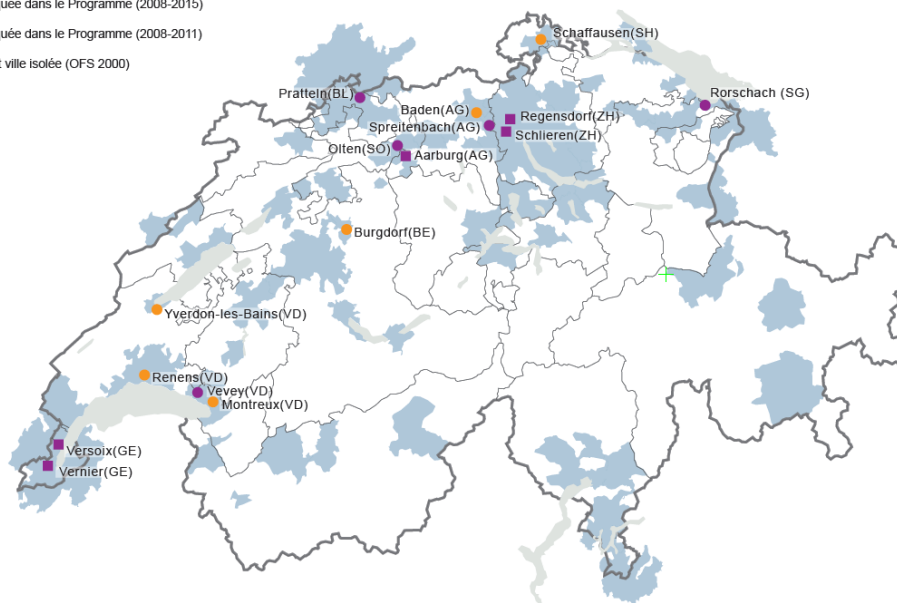 quée dans le Programme (2008-2015)
quée dans le Programme (2008-2011)
t ville isolée (OFS 2000)
Schaffausen(SH)
Pratteln(BL)
Rorschach (SG)
Baden(AG)
Regensdorf(ZH)
Spreitenbach(AG)
Schlieren(ZH)
Olten(SO)
Aarburg(AG)
Burgdorf(BE)
Yverdon-les-Bains(VD)
Renens(VD)
Vevey(VD)
Montreux(VD)
Versoix(GE)
Vernier(GE)